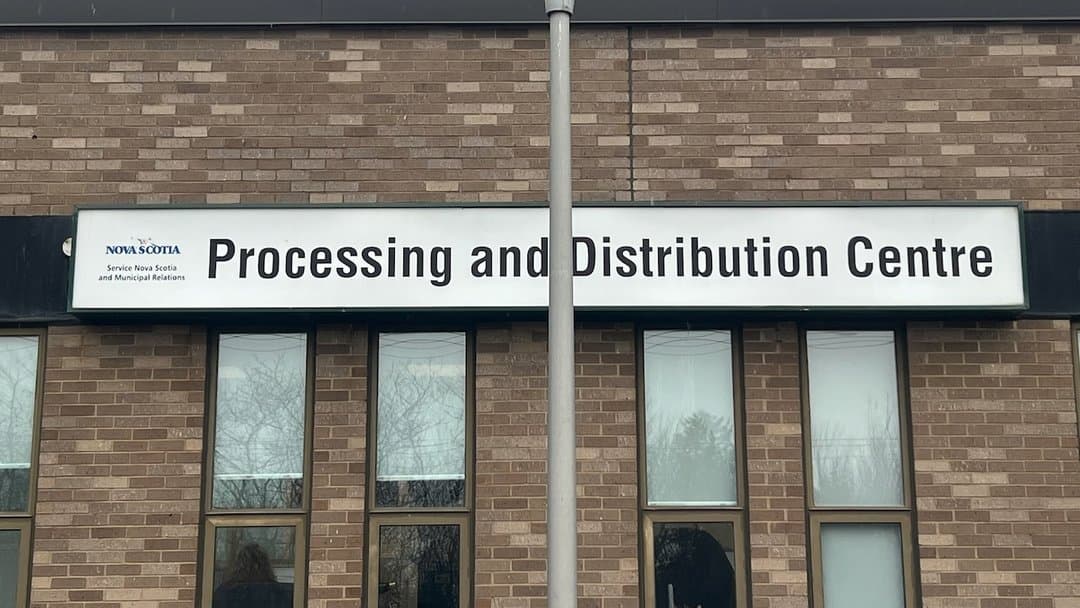 NOVA SCOTIA
Service Nova Scotia
and Municipal Relations
Processing and Distribution Centre